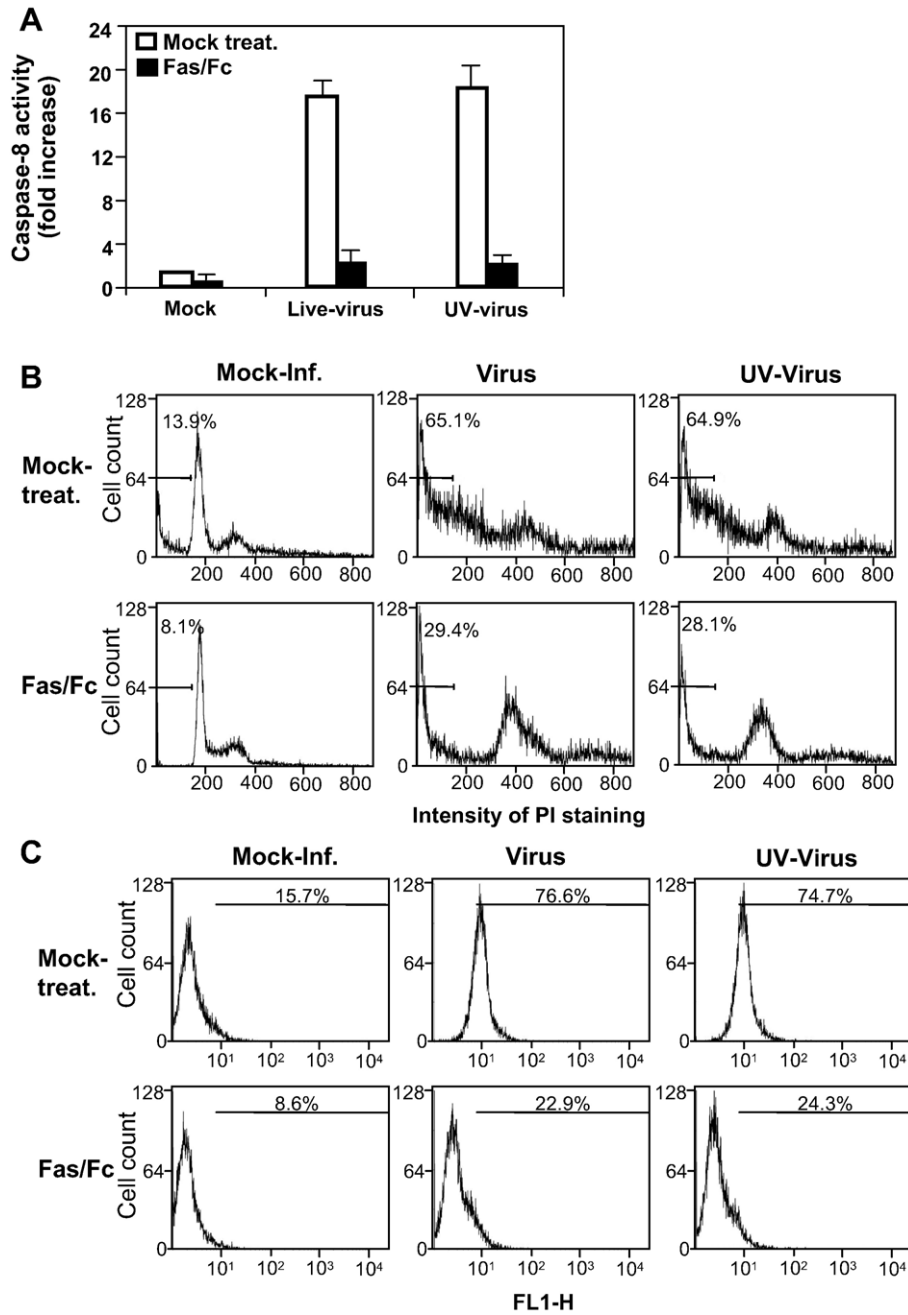 A
Caspase-8 activity
(fold increase)
24
20
16
12
8
4
0
Mock treat.
Fas/Fc
Mock
Live-virus
UV-virus
B
Mock-Inf.
Virus
UV-Virus
Mock-
treat.
Cell count
128
64
0
13.9%
200 400 600 800
65.1%
128
64
0
200 400 600 800
64.9%
128
64
0
200 400 600 800
Fas/Fc
Cell count
128
64
0
8.1%
200 400 600 800
128
64
0
29.4%
200 400 600 800
128
64
0
28.1%
200 400 600 800
Intensity of PI staining
C
Mock-Inf.
Virus
UV-Virus
Mock-
treat.
Cell count
128
64
0
15.7%
10¹ 10² 10³ 10⁴
128
64
0
76.6%
10¹ 10² 10³ 10⁴
128
64
0
74.7%
10¹ 10² 10³ 10⁴
Fas/Fc
Cell count
128
64
0
8.6%
10¹ 10² 10³ 10⁴
128
64
0
22.9%
10¹ 10² 10³ 10⁴
128
64
0
24.3%
10¹ 10² 10³ 10⁴
FL1-H